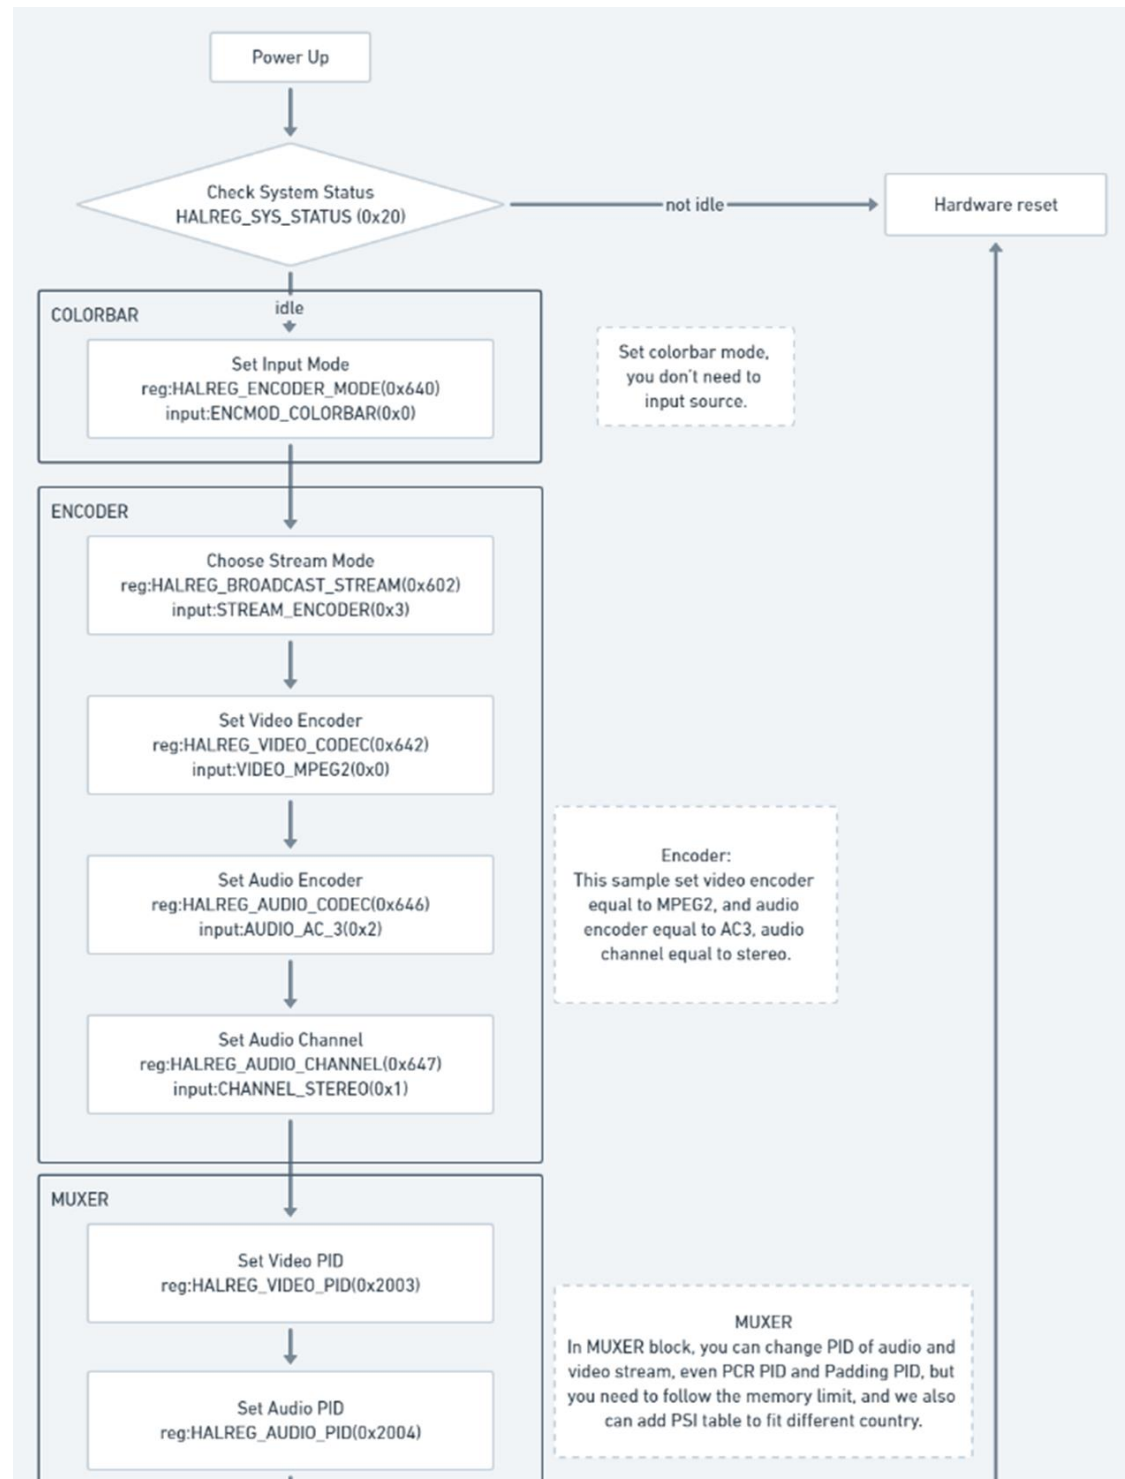 Power Up
Check System Status
HALREG_SYS_STATUS (0x20)
not idle
Hardware reset
idle
COLORBAR
Set Input Mode
reg:HALREG_ENCODER_MODE(0x640)
input:ENCMOD_COLORBAR(0x0)
Set colorbar mode,
you don't need to
input source.
ENCODER
Choose Stream Mode
reg:HALREG_BROADCAST_STREAM(0x602)
input:STREAM_ENCODER(0x3)
Set Video Encoder
reg:HALREG_VIDEO_CODEC(0x642)
input:VIDEO_MPEG2(0x0)
Set Audio Encoder
reg:HALREG_AUDIO_CODEC(0x646)
input:AUDIO_AC_3(0x2)
Encoder:
This sample set video encoder
equal to MPEG2, and audio
encoder equal to AC3, audio
channel equal to stereo.
Set Audio Channel
reg:HALREG_AUDIO_CHANNEL(0x647)
input:CHANNEL_STEREO(0x1)
MUXER
Set Video PID
reg:HALREG_VIDEO_PID(0x2003)
MUXER
In MUXER block, you can change PID of audio and
video stream, even PCR PID and Padding PID, but
you need to follow the memory limit, and we also
can add PSI table to fit different country.
Set Audio PID
reg:HALREG_AUDIO_PID(0x2004)